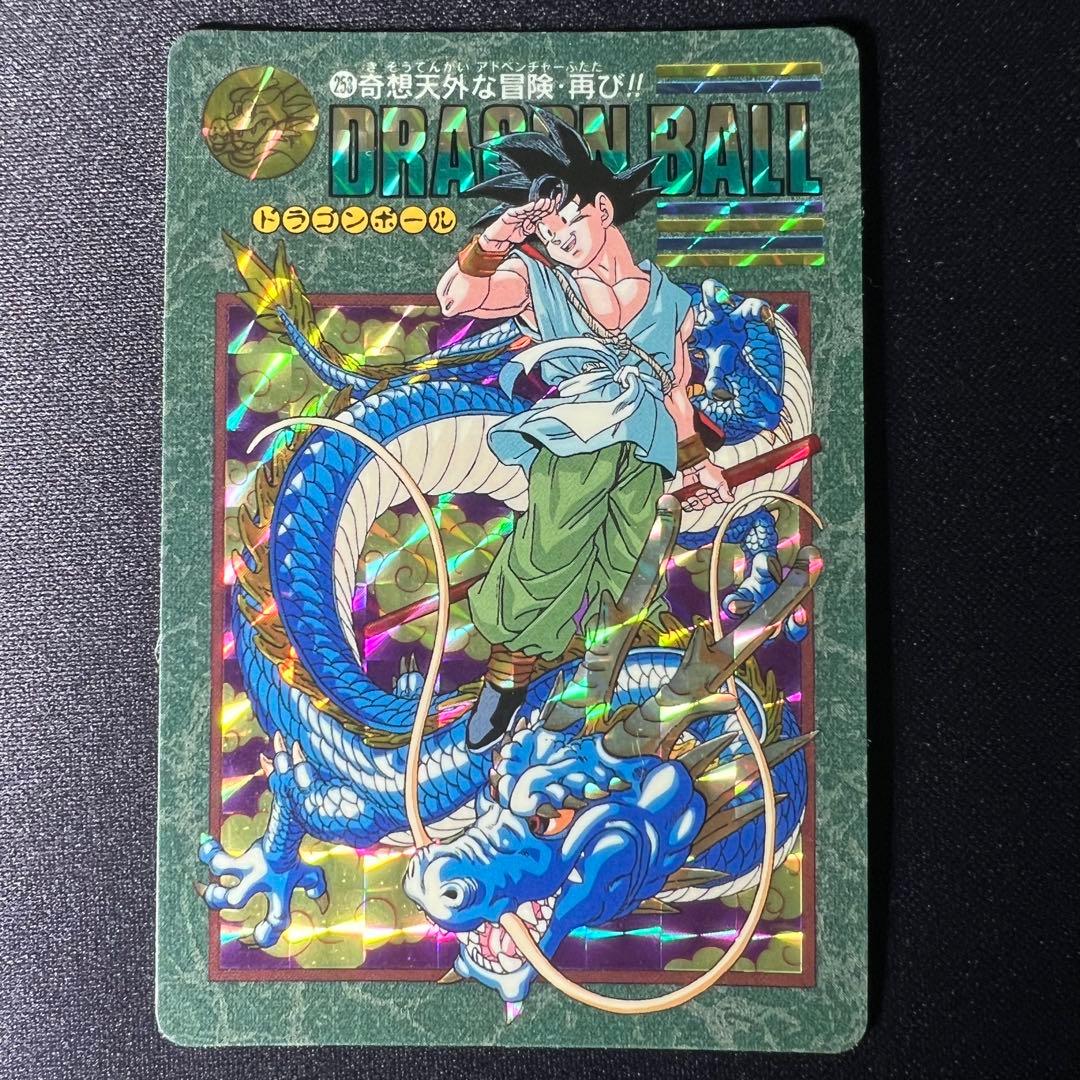 きそうてんがい アドベンチャー ふたた
253 奇想天外な冒険・再び!!
DRAGON BALL
ドラゴンボール